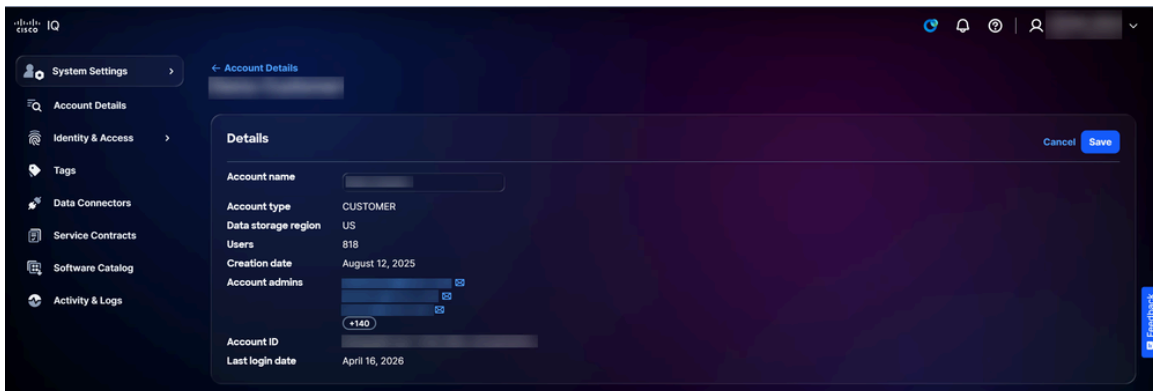 CISCO IQ
System Settings
← Account Details
Account Details
Identity & Access
Tags
Data Connectors
Service Contracts
Software Catalog
Activity & Logs
Details
Cancel Save
Account name
Account type CUSTOMER
Data storage region US
Users 818
Creation date August 12, 2025
Account admins
+140
Account ID
Last login date April 16, 2026
Feedback